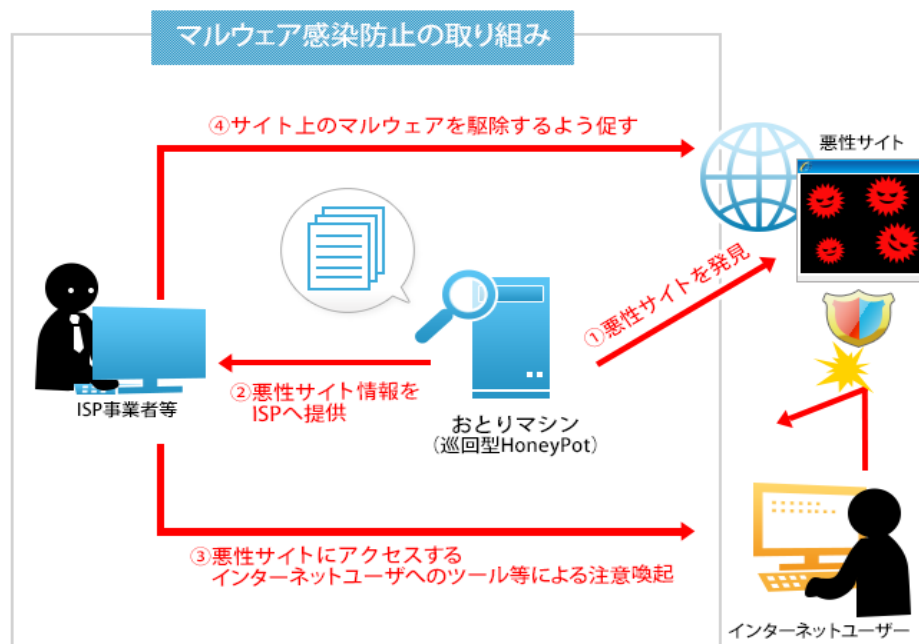 マルウェア感染防止の取り組み
④サイト上のマルウェアを駆除するよう促す
悪性サイト
①悪性サイトを発見
ISP事業者等
②悪性サイト情報を
ISPへ提供
おとりマシン
（巡回型HoneyPot）
③悪性サイトにアクセスする
インターネットユーザへのツール等による注意喚起
インターネットユーザー